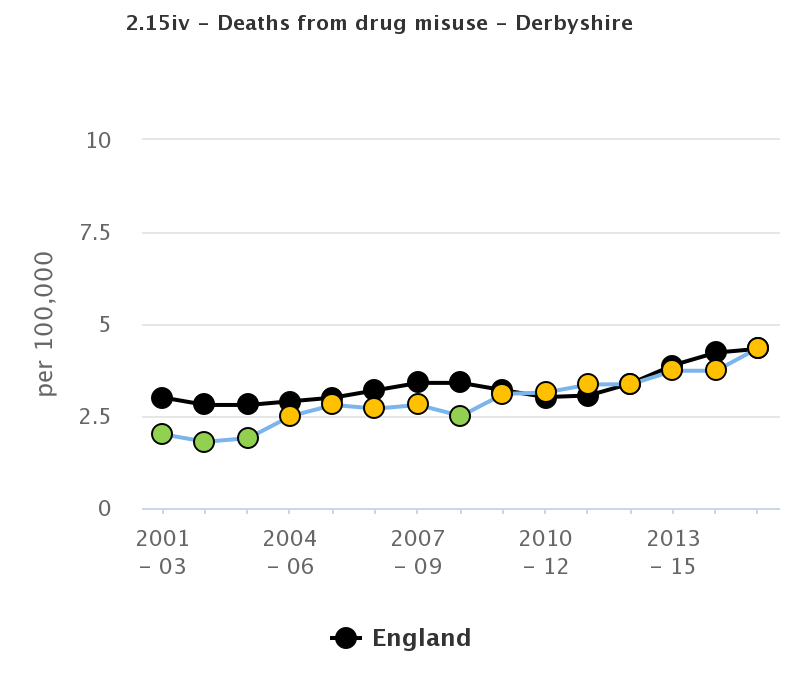 2.15iv – Deaths from drug misuse – Derbyshire
10
7.5
5
2.5
0
per 100,000
2001 – 03
2004 – 06
2007 – 09
2010 – 12
2013 – 15
England